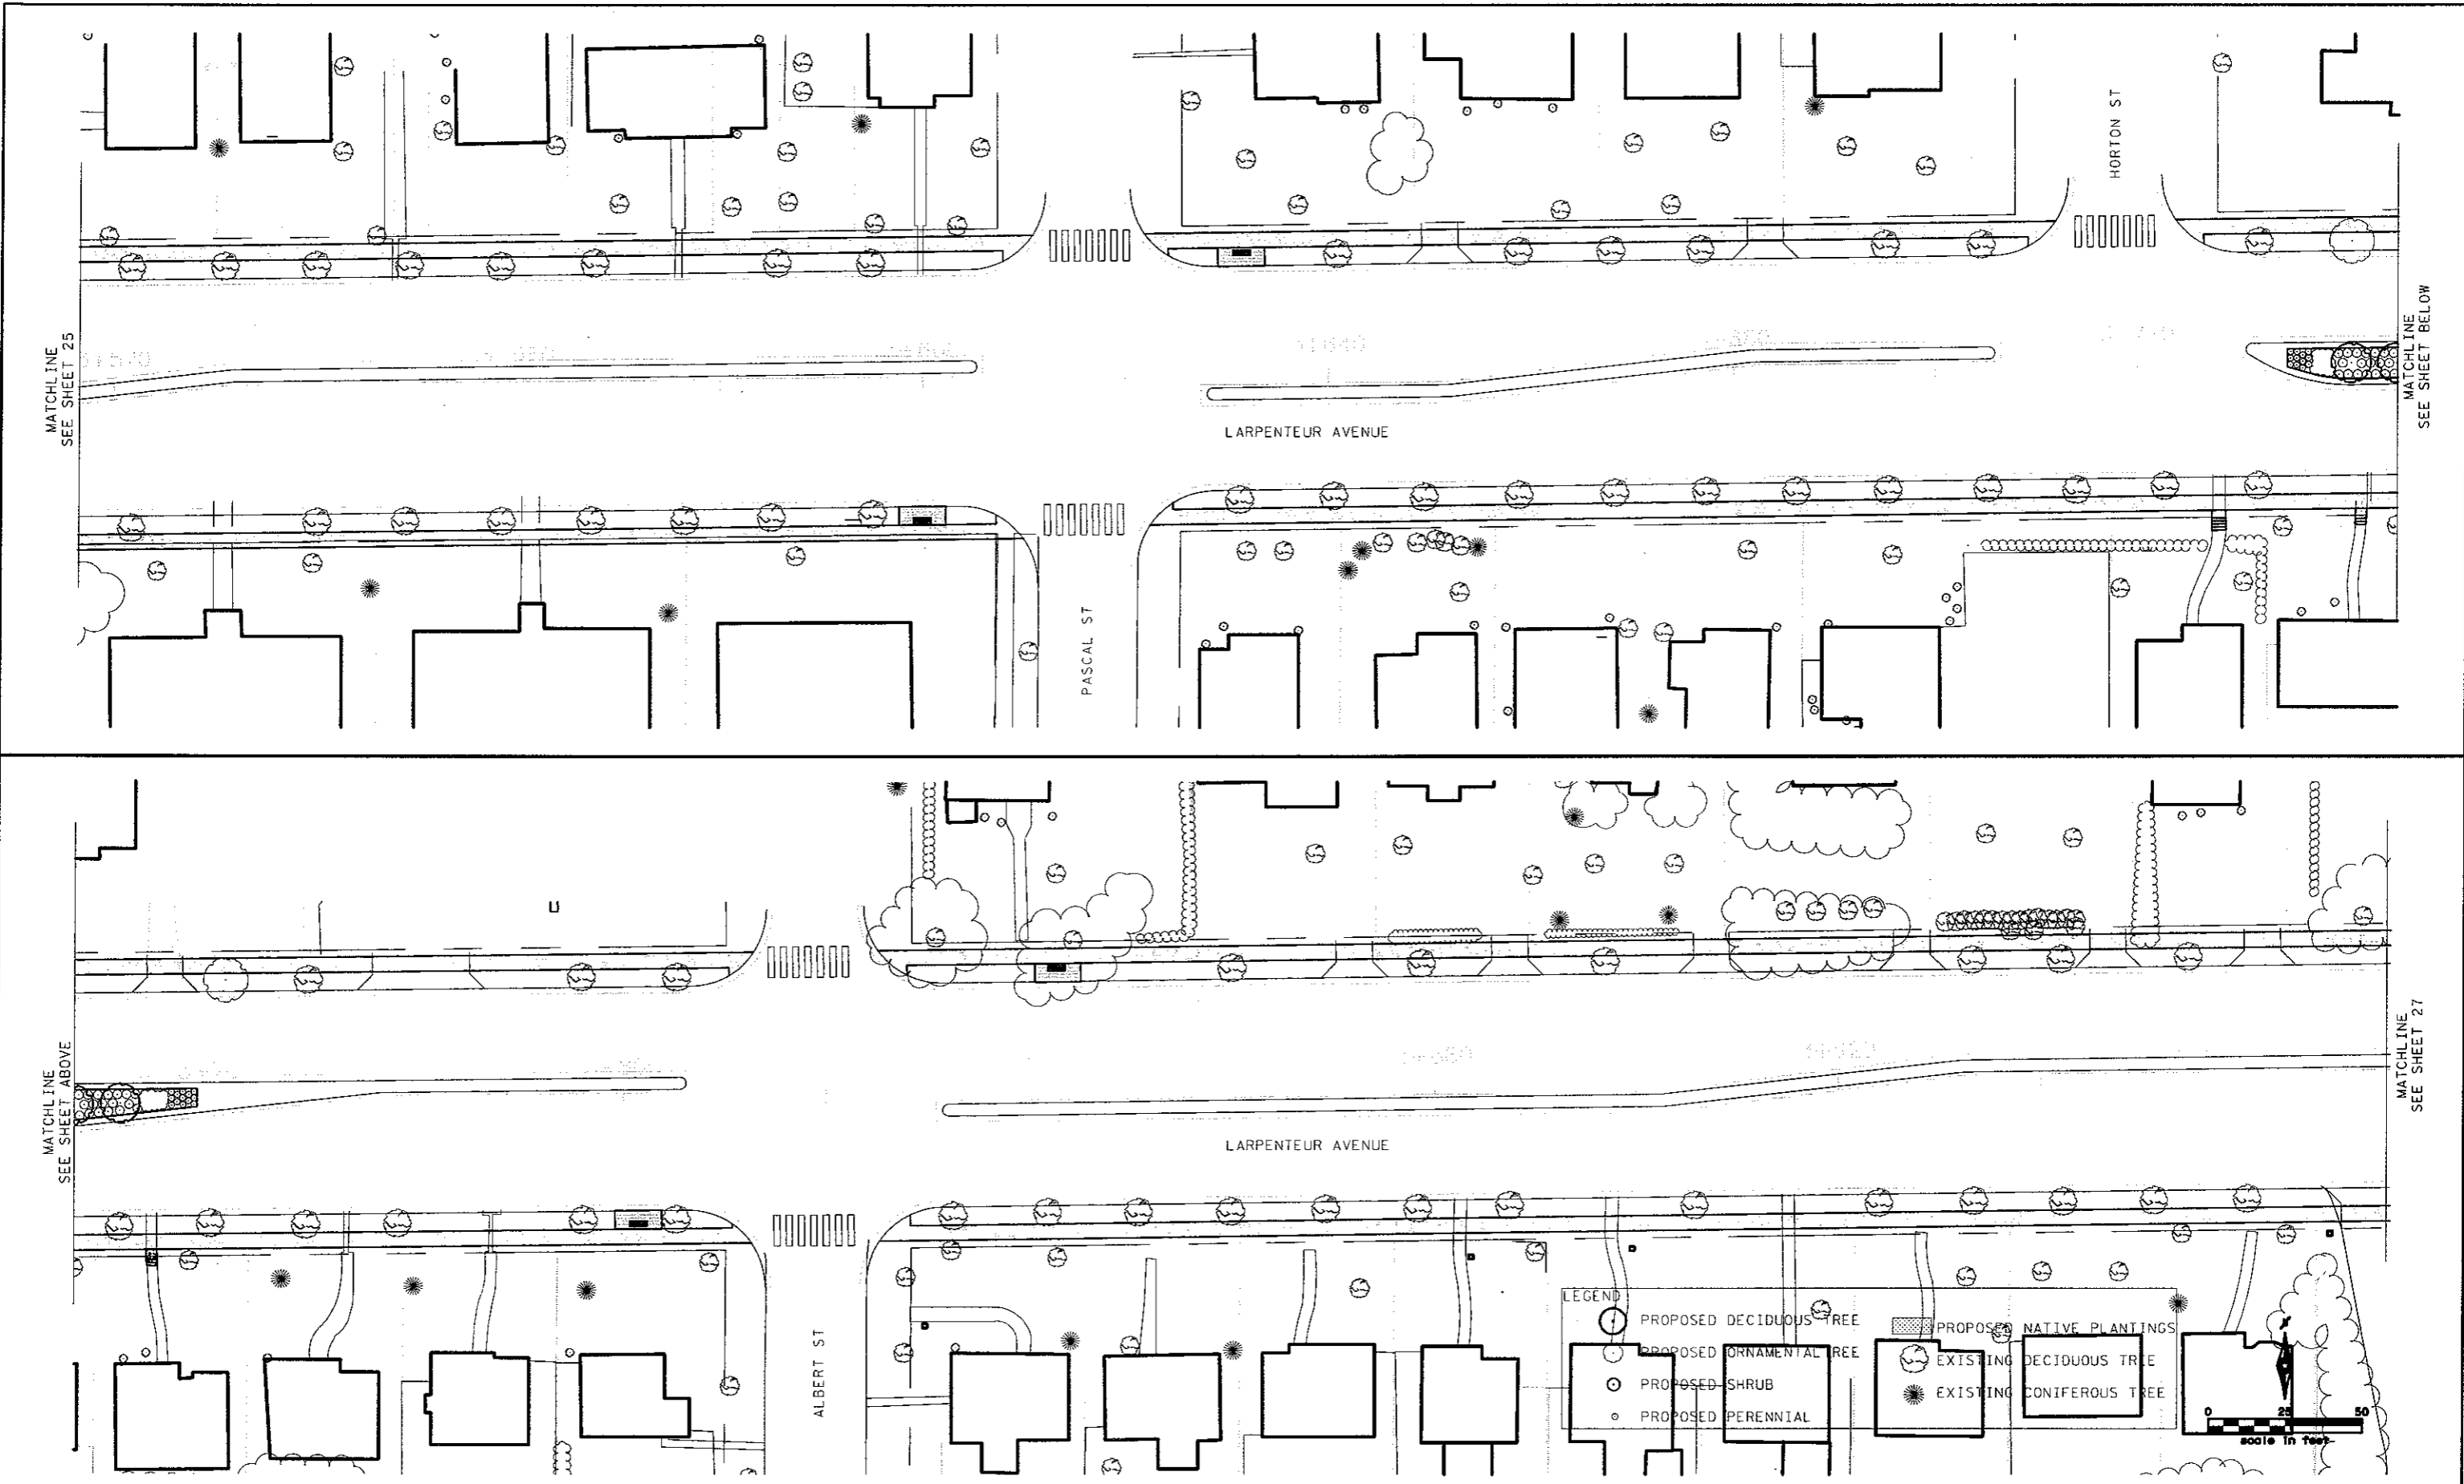 HORTON ST
MATCHLINE
SEE SHEET 25
MATCHLINE
SEE SHEET BELOW
LARPENTEUR AVENUE
PASCAL ST
MATCHLINE
SEE SHEET ABOVE
MATCHLINE
SEE SHEET 27
LARPENTEUR AVENUE
ALBERT ST
LEGEND
PROPOSED DECIDUOUS TREE
PROPOSED ORNAMENTAL TREE
PROPOSED SHRUB
PROPOSED PERENNIAL
PROPOSED NATIVE PLANTINGS
EXISTING DECIDUOUS TREE
EXISTING CONIFEROUS TREE
0 25 50
scale in feet